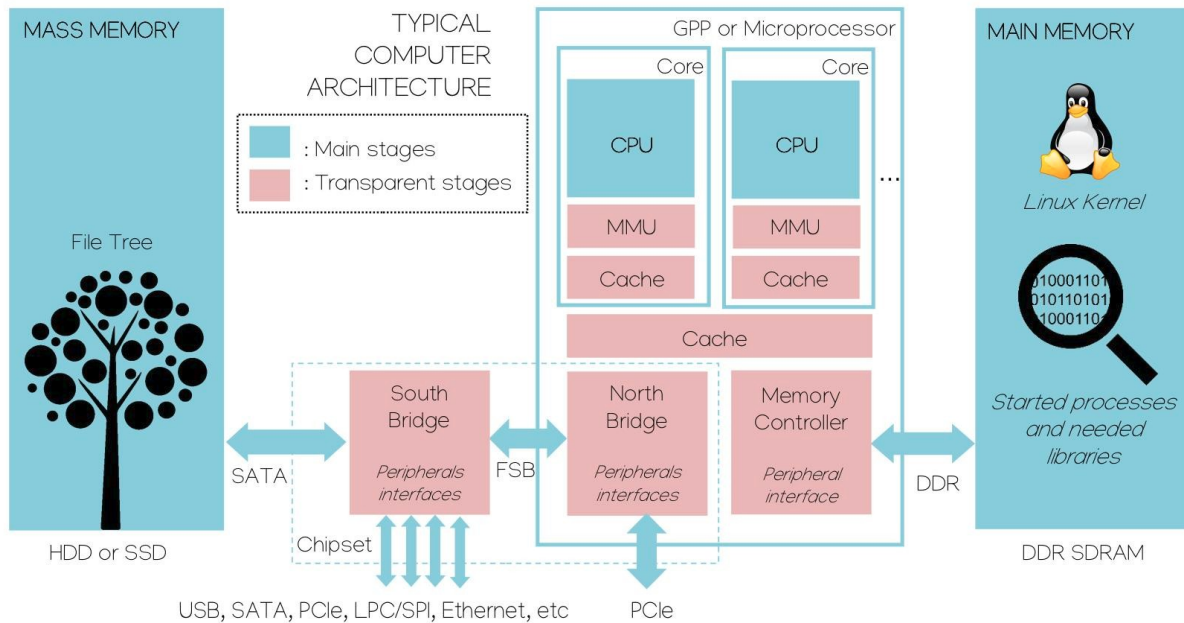 MASS MEMORY
File Tree
HDD or SSD
TYPICAL
COMPUTER
ARCHITECTURE
: Main stages
: Transparent stages
GPP or Microprocessor
Core
CPU
MMU
Cache
Core
CPU
MMU
Cache
...
Cache
South
Bridge
Peripherals
interfaces
North
Bridge
Peripherals
interfaces
Memory
Controller
Peripheral
interface
SATA
FSB
DDR
Chipset
USB, SATA, PCIe, LPC/SPI, Ethernet, etc
PCIe
MAIN MEMORY
Linux Kernel
010001101
0101101010
1000110
Started processes
and needed
libraries
DDR SDRAM